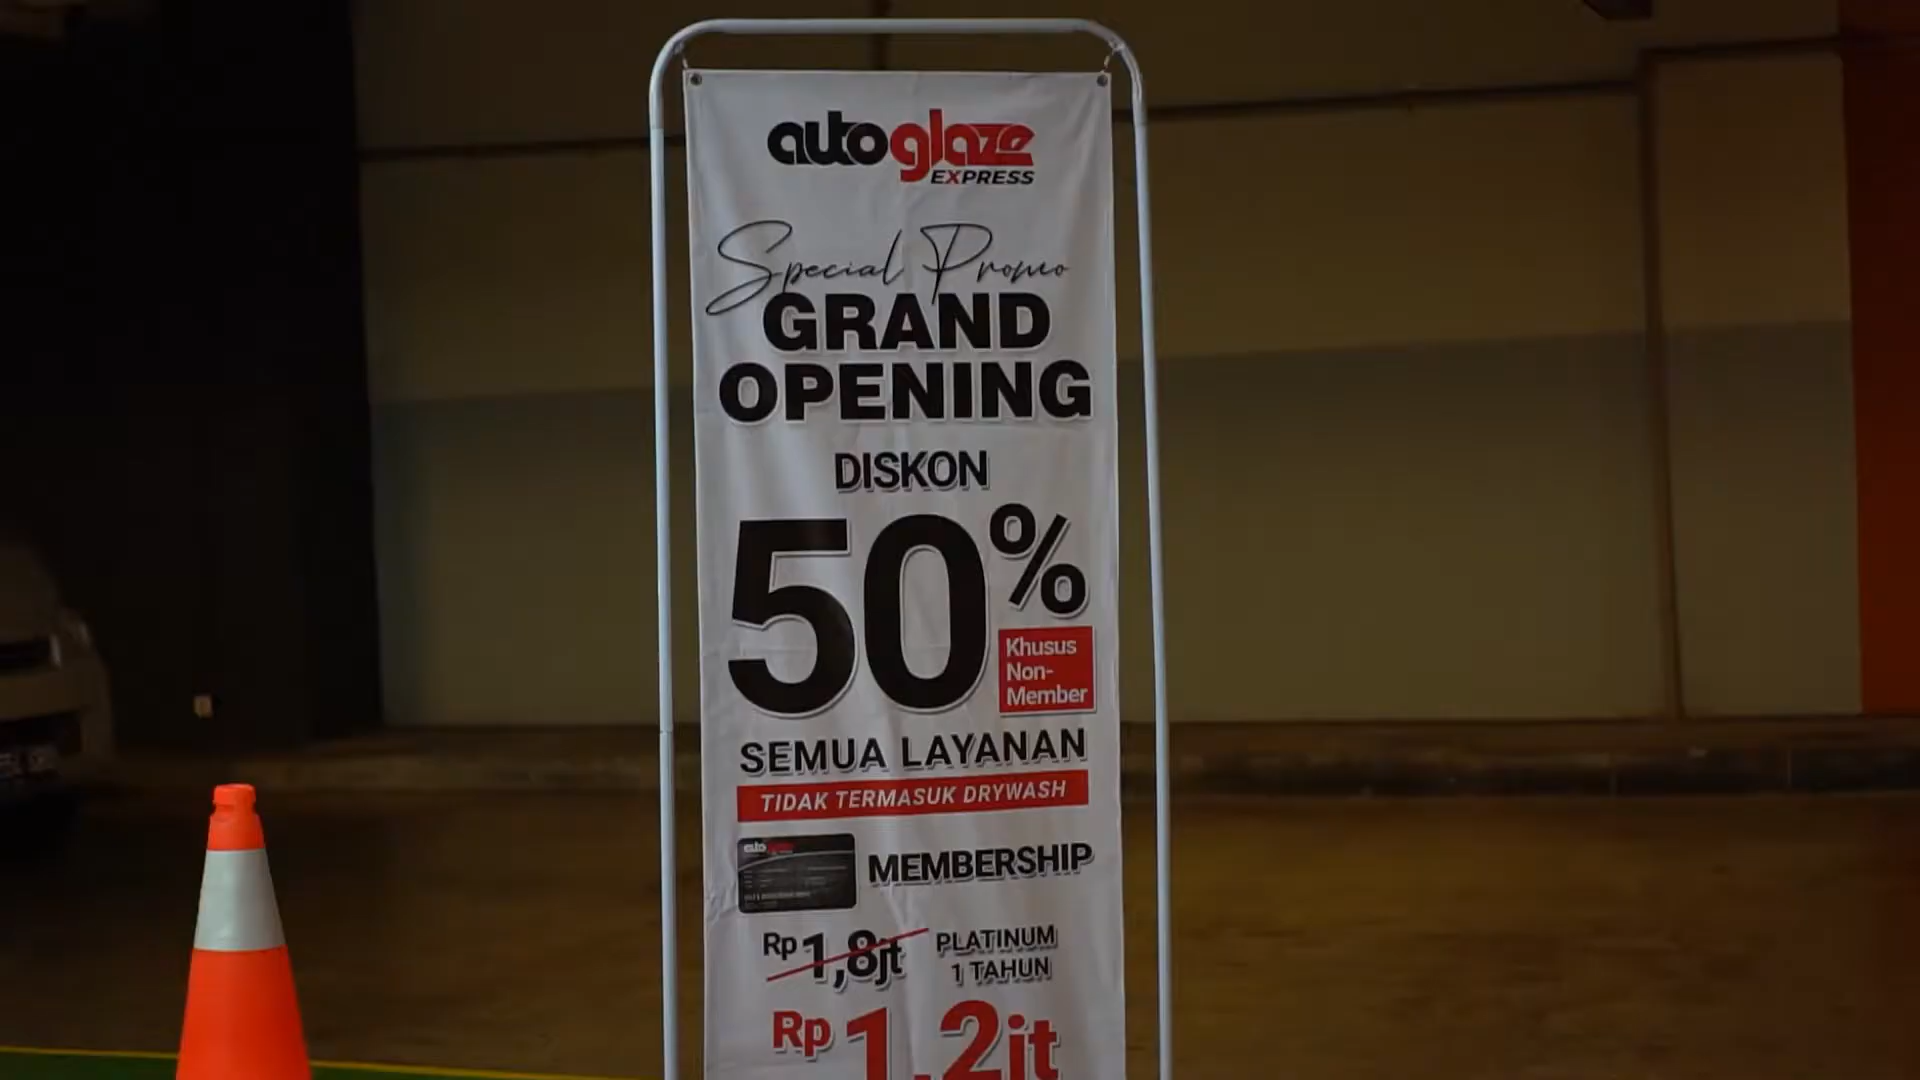 autoglaze
EXPRESS
Special Promo
GRAND
OPENING
DISKON
50%
Khusus
Non-
Member
SEMUA LAYANAN
TIDAK TERMASUK DRYWASH
MEMBERSHIP
Rp 1,8jt
PLATINUM
1 TAHUN
Rp 1,2jt